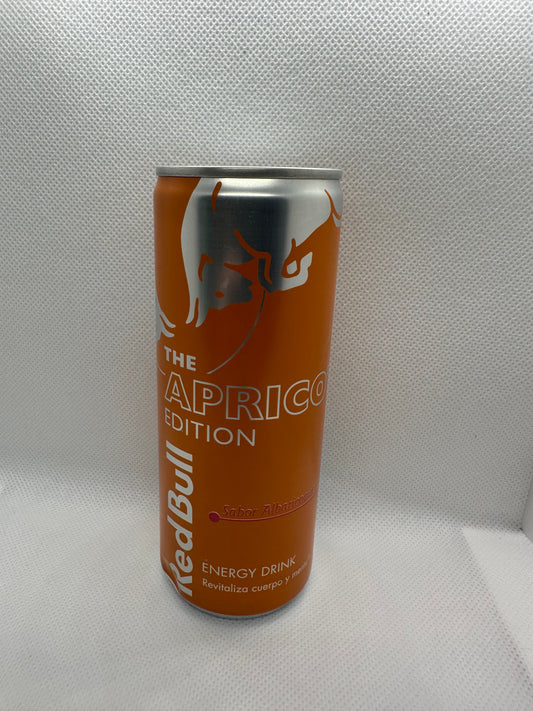 THE
APRICO
EDITION
Red Bull
Sabor
ENERGY DRINK
Revitaliza cuerpo y